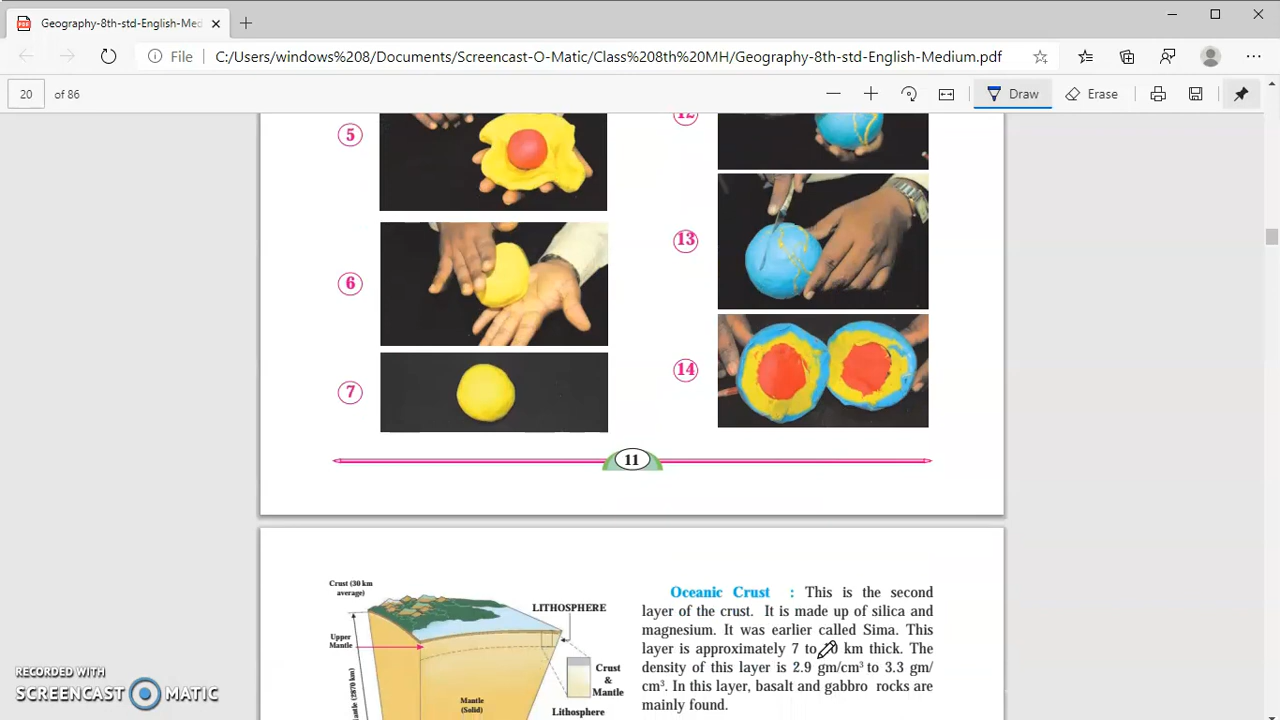 Geography-8th-std-English-Med
File
C:/Users/windows%208/Documents/Screencast-O-Matic/Class%208th%20MH/Geography-8th-std-English-Medium.pdf
20 of 86
Draw
Erase
5
6
7
12
13
14
11
Crust (30 km
average)
Upper
Mantle
Mantle (2870 km)
LITHOSPHERE
Crust
&
Mantle
Lithosphere
Mantle
(Solid)
Oceanic Crust : This is the second
layer of the crust. It is made up of silica and
magnesium. It was earlier called Sima. This
layer is approximately 7 to km thick. The
density of this layer is 2.9 gm/cm³ to 3.3 gm/
cm³. In this layer, basalt and gabbro rocks are
mainly found.
RECORDED WITH
SCREENCAST MATIC